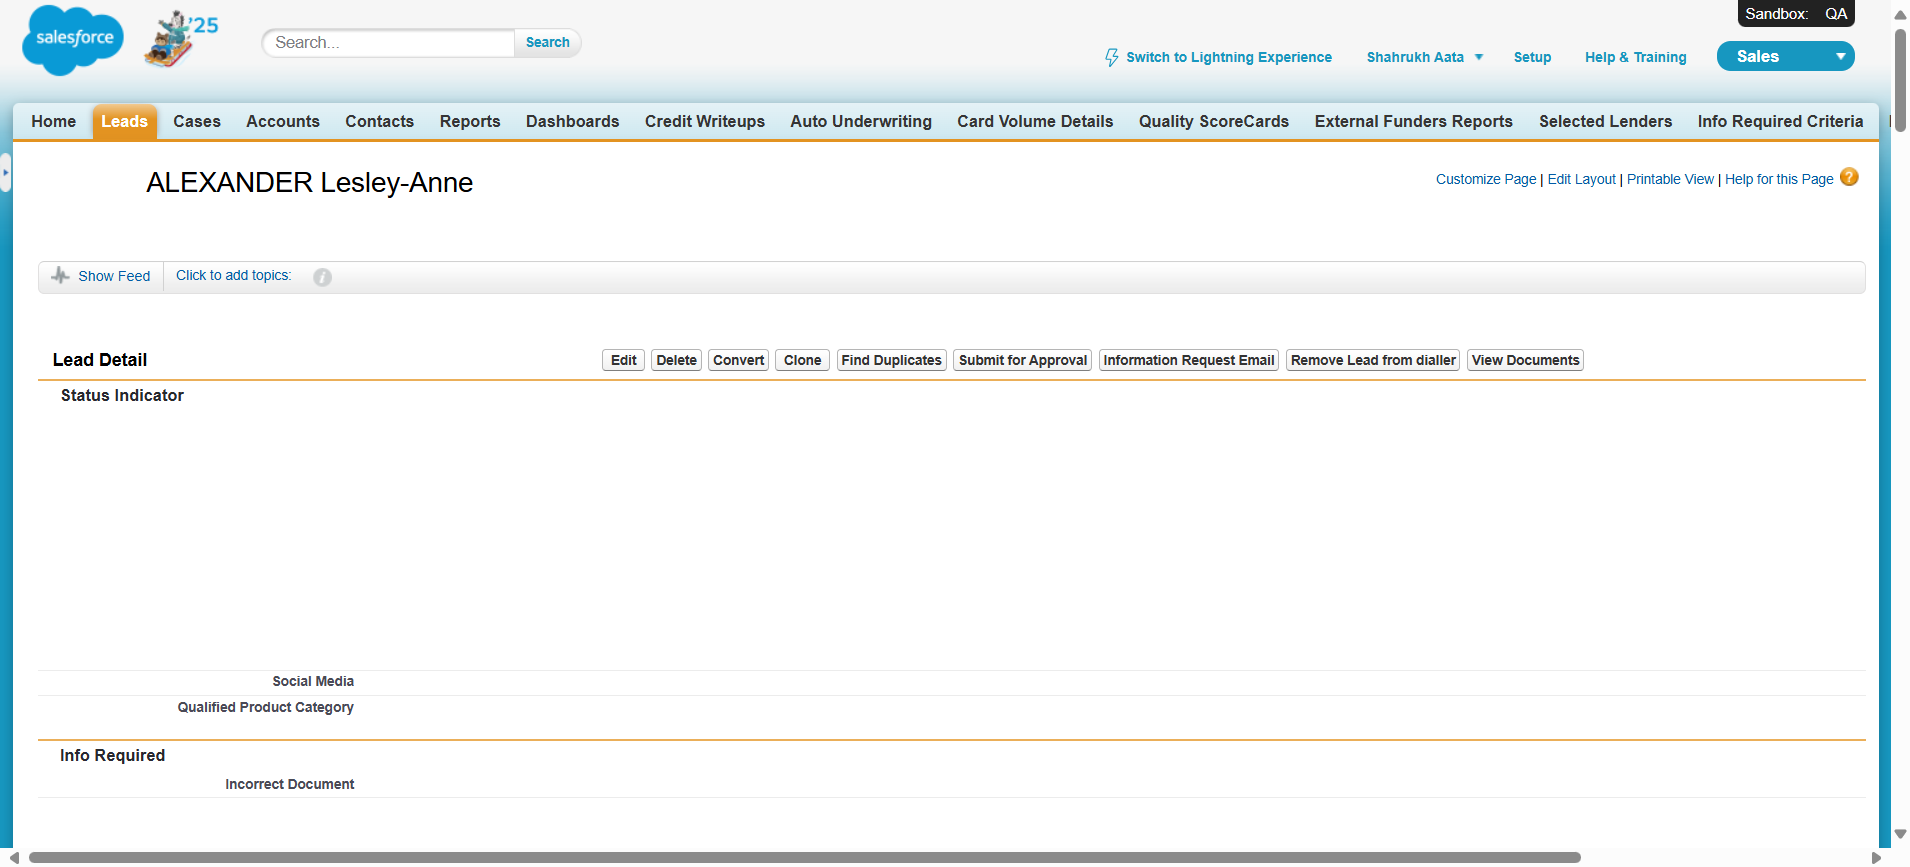 Sandbox: QA
salesforce
'25
Search...
Search
Switch to Lightning Experience
Shahrukh Aata
Setup
Help & Training
Sales
Home
Leads
Cases
Accounts
Contacts
Reports
Dashboards
Credit Writeups
Auto Underwriting
Card Volume Details
Quality ScoreCards
External Funders Reports
Selected Lenders
Info Required Criteria
ALEXANDER Lesley-Anne
Customize Page | Edit Layout | Printable View | Help for this Page ?
Show Feed
Click to add topics:
i
Lead Detail
Edit
Delete
Convert
Clone
Find Duplicates
Submit for Approval
Information Request Email
Remove Lead from dialler
View Documents
Status Indicator
Social Media
Qualified Product Category
Info Required
Incorrect Document